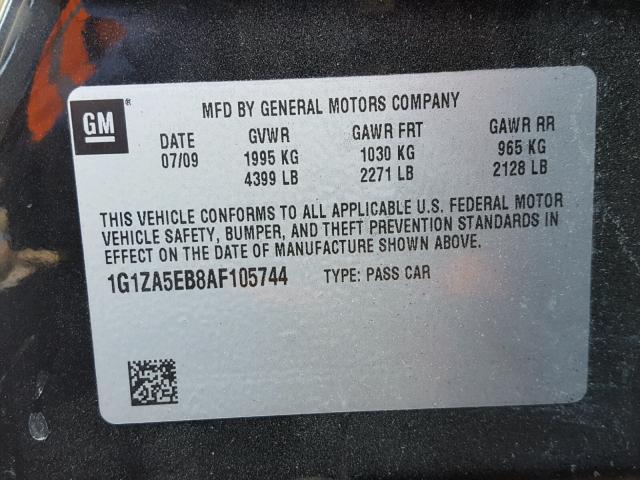 GM ®
MFD BY GENERAL MOTORS COMPANY
DATE GVWR GAWR FRT GAWR RR
07/09 1995 KG 1030 KG 965 KG
4399 LB 2271 LB 2128 LB
THIS VEHICLE CONFORMS TO ALL APPLICABLE U.S. FEDERAL MOTOR
VEHICLE SAFETY, BUMPER, AND THEFT PREVENTION STANDARDS IN
EFFECT ON THE DATE OF MANUFACTURE SHOWN ABOVE.
1G1ZA5EB8AF105744 TYPE: PASS CAR